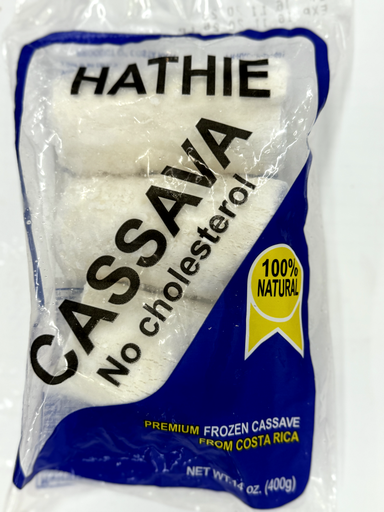 HATHIE
CASSAVA
No cholesterol
100%
NATURAL
PREMIUM FROZEN CASSAVE
FROM COSTA RICA
NET WT. 14 oz. (400g)